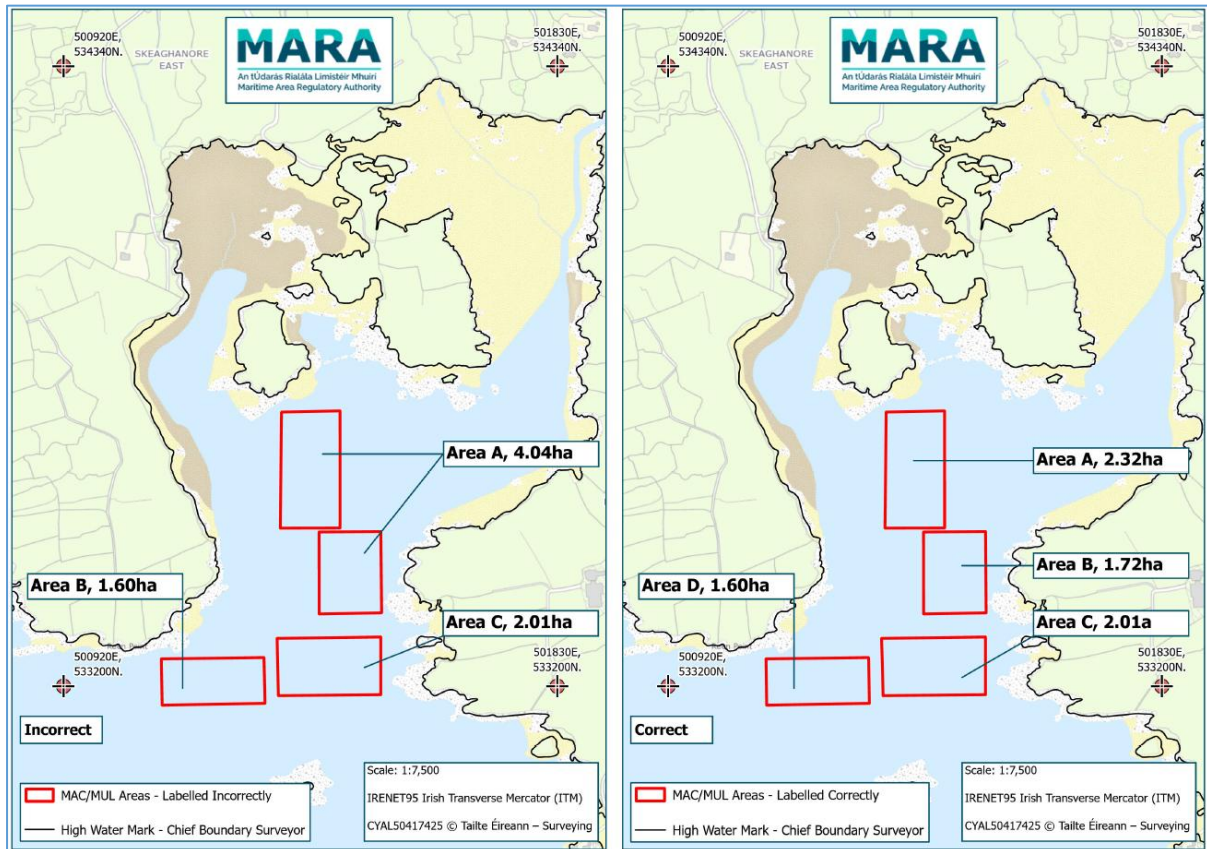 500920E,
534340N.
SKEAGHANORE
EAST
MARA
An tÚdarás Rialála Limistéir Mhuirí
Maritime Area Regulatory Authority
501830E,
534340N.
Area A, 4.04ha
Area B, 1.60ha
Area C, 2.01ha
500920E,
533200N.
501830E,
533200N.
Incorrect
MAC/MUL Areas - Labelled Incorrectly
High Water Mark - Chief Boundary Surveyor
Scale: 1:7,500
IRENET95 Irish Transverse Mercator (ITM)
CYAL50417425 © Tailte Éireann – Surveying
500920E,
534340N.
SKEAGHANORE
EAST
MARA
An tÚdarás Rialála Limistéir Mhuirí
Maritime Area Regulatory Authority
501830E,
534340N.
Area A, 2.32ha
Area B, 1.72ha
Area D, 1.60ha
Area C, 2.01a
500920E,
533200N.
501830E,
533200N.
Correct
MAC/MUL Areas - Labelled Correctly
High Water Mark - Chief Boundary Surveyor
Scale: 1:7,500
IRENET95 Irish Transverse Mercator (ITM)
CYAL50417425 © Tailte Éireann – Surveying